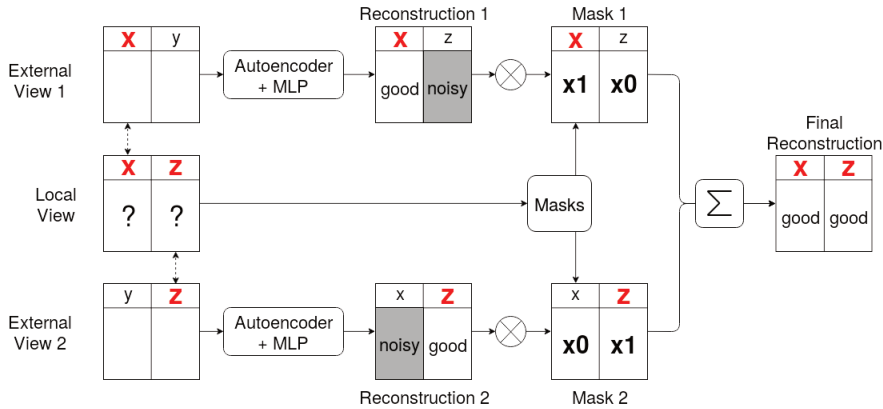 Reconstruction 1
Mask 1
x y
x z
x z
External
View 1
Autoencoder
+ MLP
good noisy
x1 x0
Final
Reconstruction
x z
Local
View
? ?
Masks
Σ
x z
good good
y z
x z
x z
External
View 2
Autoencoder
+ MLP
noisy good
x0 x1
Reconstruction 2
Mask 2